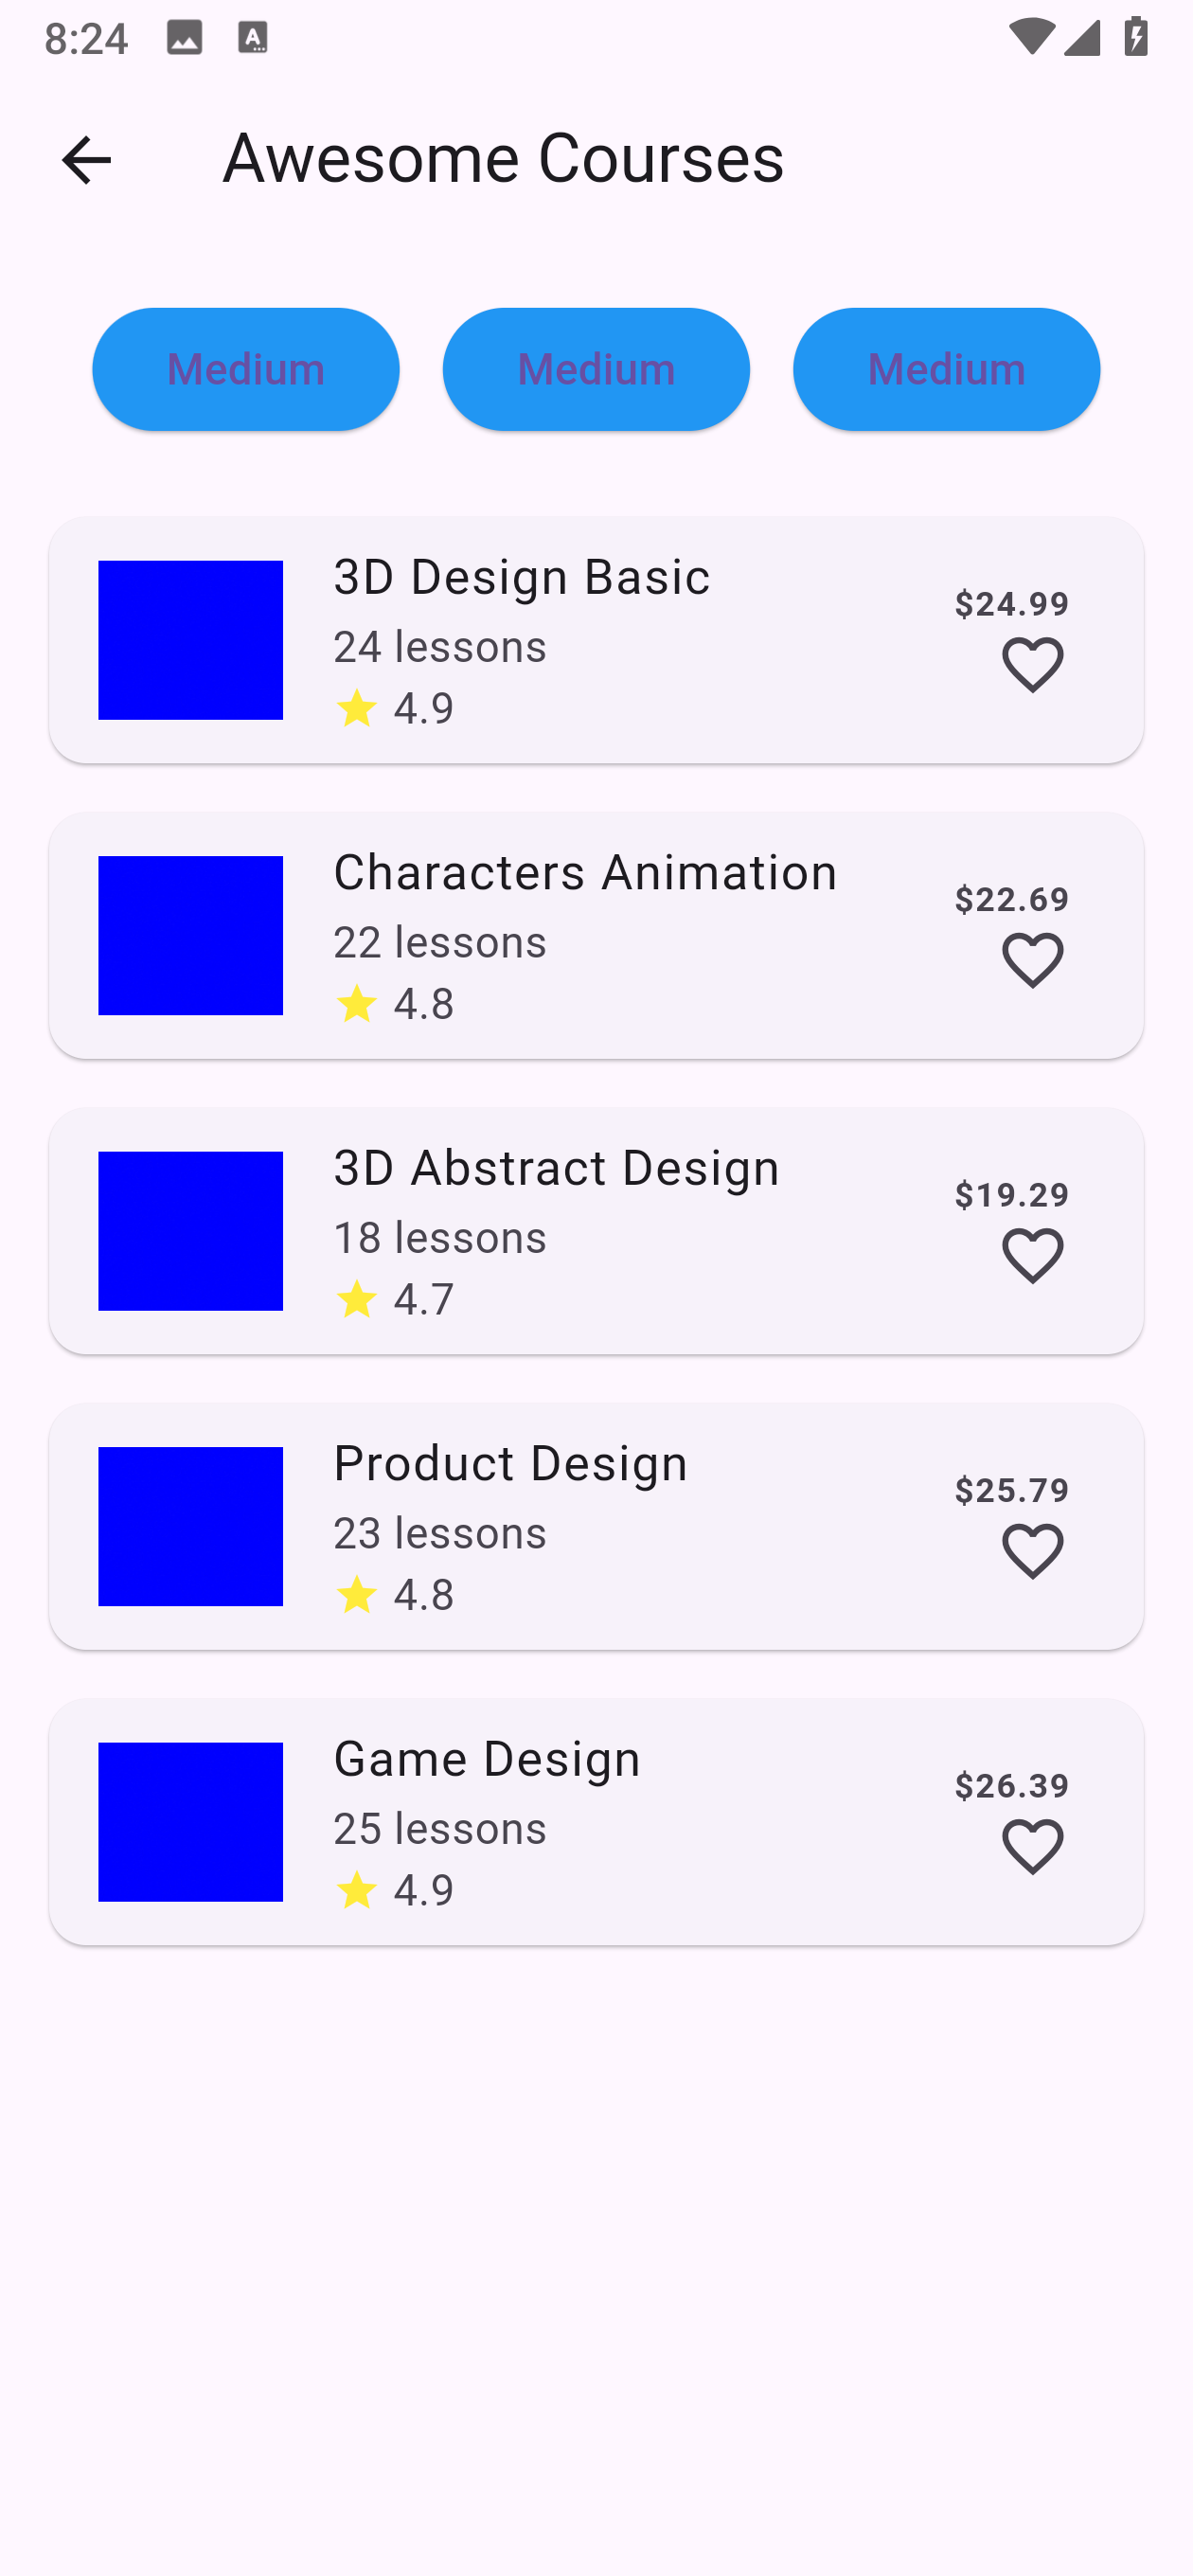 8:24
Awesome Courses
Medium Medium Medium
3D Design Basic
$24.99
24 lessons
4.9
Characters Animation
$22.69
22 lessons
4.8
3D Abstract Design
$19.29
18 lessons
4.7
Product Design
$25.79
23 lessons
4.8
Game Design
$26.39
25 lessons
4.9